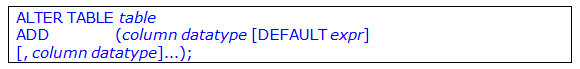 ALTER TABLE table
ADD (column datatype [DEFAULT expr]
[, column datatype]...);